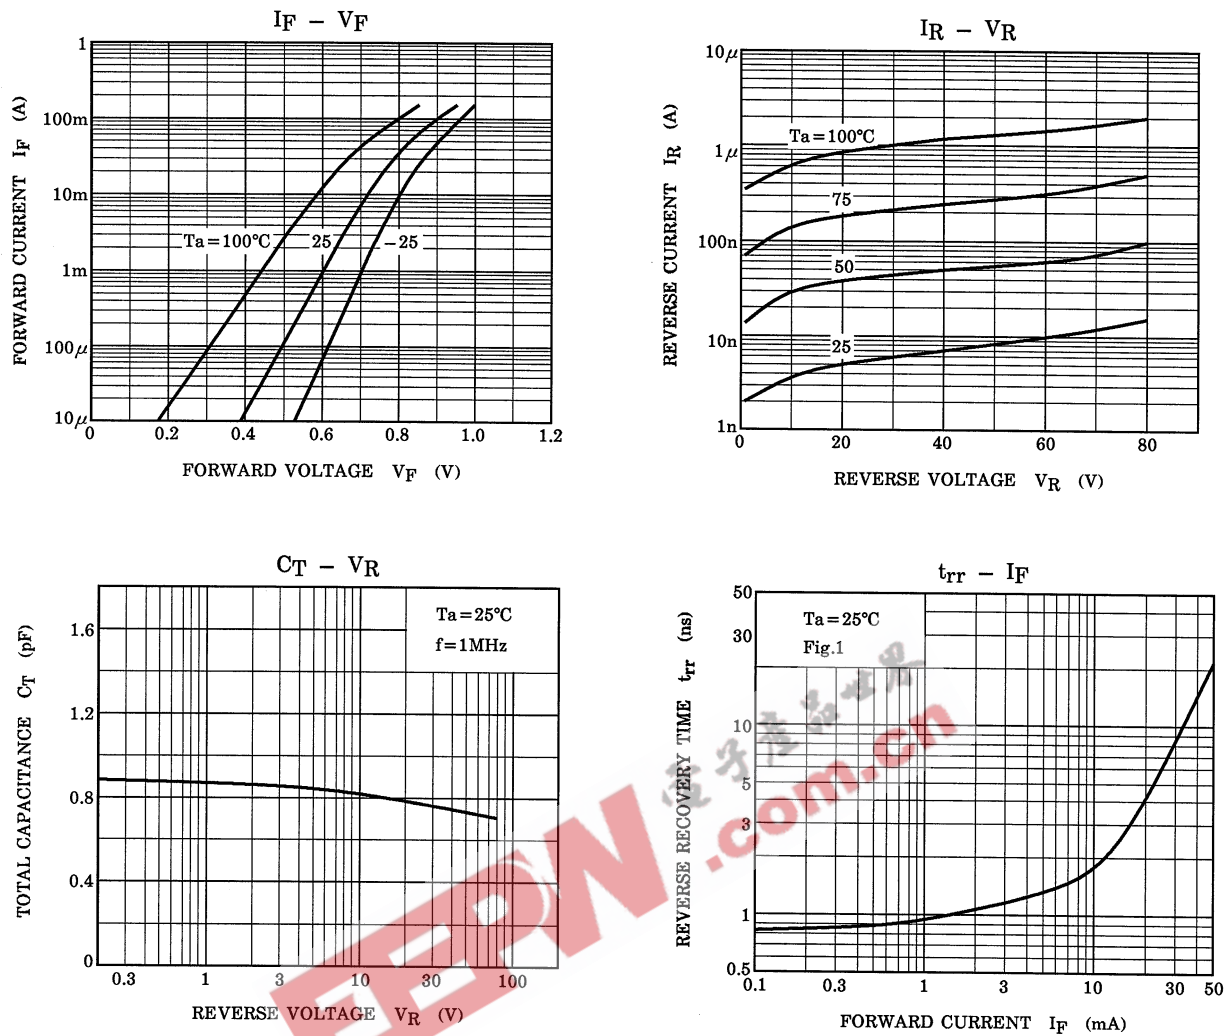 IF – VF
1
100m
10m
1m
100μ
10μ
FORWARD CURRENT IF (A)
Ta=100℃
25
–25
0
0.2
0.4
0.6
0.8
1.0
1.2
FORWARD VOLTAGE VF (V)
IR – VR
10μ
1μ
100n
10n
1n
REVERSE CURRENT IR (A)
Ta=100℃
75
50
25
0
20
40
60
80
REVERSE VOLTAGE VR (V)
CT – VR
1.6
1.2
0.8
0.4
0
TOTAL CAPACITANCE CT (pF)
Ta=25℃
f=1MHz
0.3
1
3
10
30
100
REVERSE VOLTAGE VR (V)
trr – IF
50
30
10
5
3
1
0.5
REVERSE RECOVERY TIME trr (ns)
Ta=25℃
Fig.1
0.1
0.3
1
3
10
30
50
FORWARD CURRENT IF (mA)
EEPW
.com.cn
電子產品世界